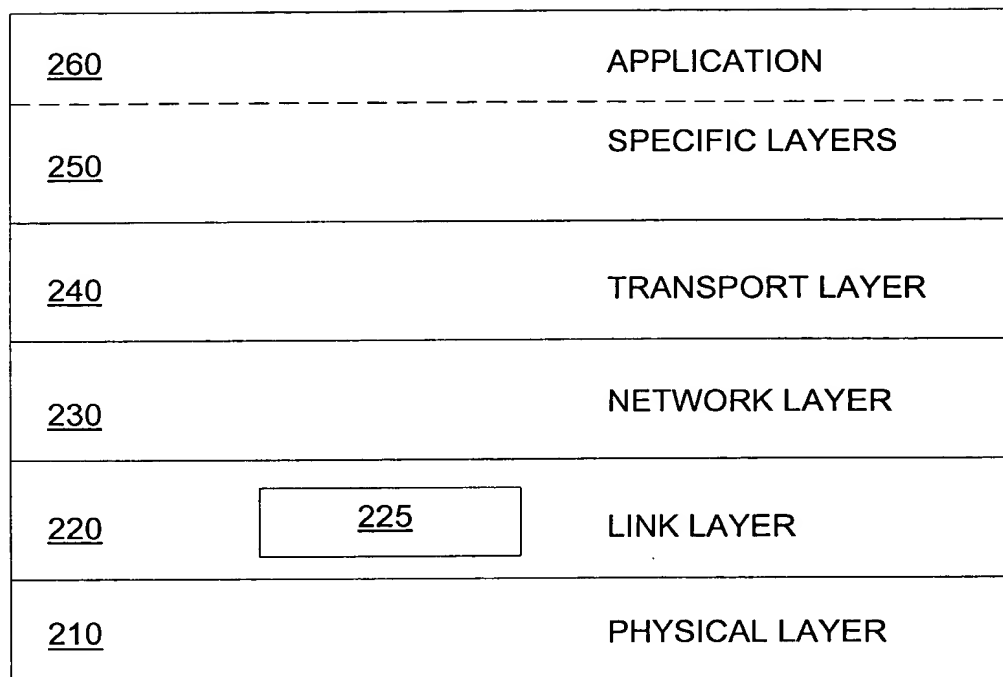 260 APPLICATION
250 SPECIFIC LAYERS
240 TRANSPORT LAYER
230 NETWORK LAYER
220 225 LINK LAYER
210 PHYSICAL LAYER